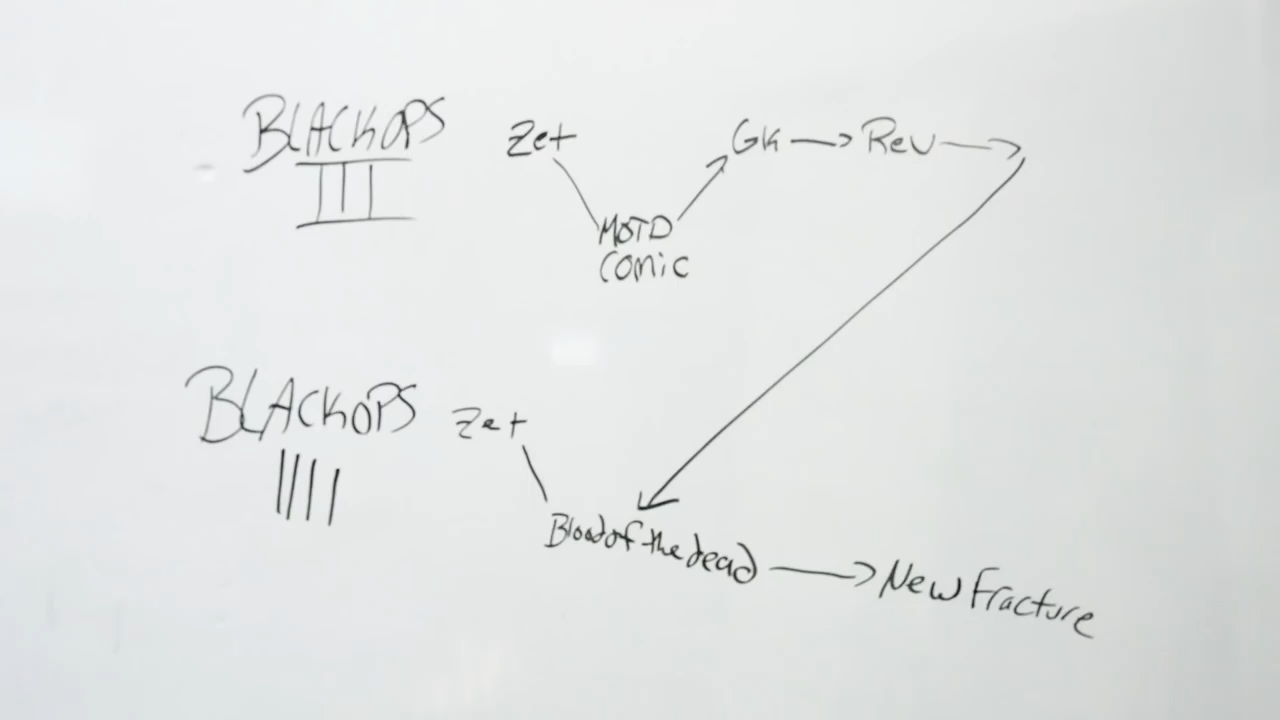 BLACKOPS Zet GK Rev
III
MOTD
Comic
BLACKOPS Zet
IIII
Blood of the dead New Fracture